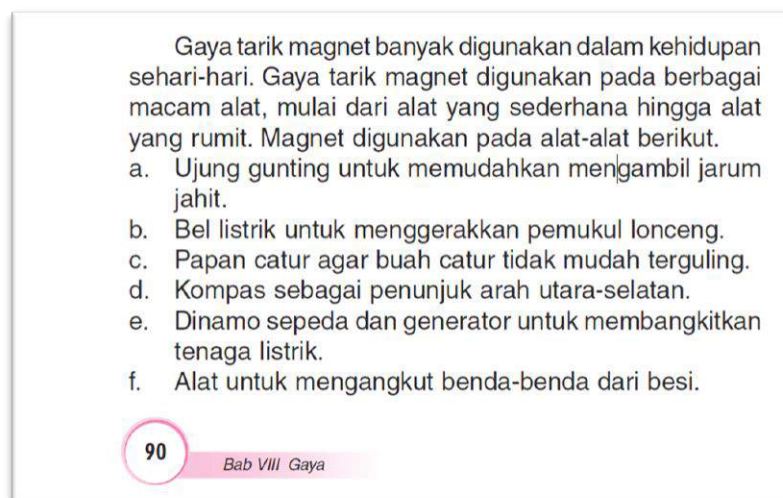 Gaya tarik magnet banyak digunakan dalam kehidupan
sehari-hari. Gaya tarik magnet digunakan pada berbagai
macam alat, mulai dari alat yang sederhana hingga alat
yang rumit. Magnet digunakan pada alat-alat berikut.
a. Ujung gunting untuk memudahkan mengambil jarum
jahit.
b. Bel listrik untuk menggerakkan pemukul lonceng.
c. Papan catur agar buah catur tidak mudah terguling.
d. Kompas sebagai penunjuk arah utara-selatan.
e. Dinamo sepeda dan generator untuk membangkitkan
tenaga listrik.
f. Alat untuk mengangkut benda-benda dari besi.
90
Bab VIII Gaya